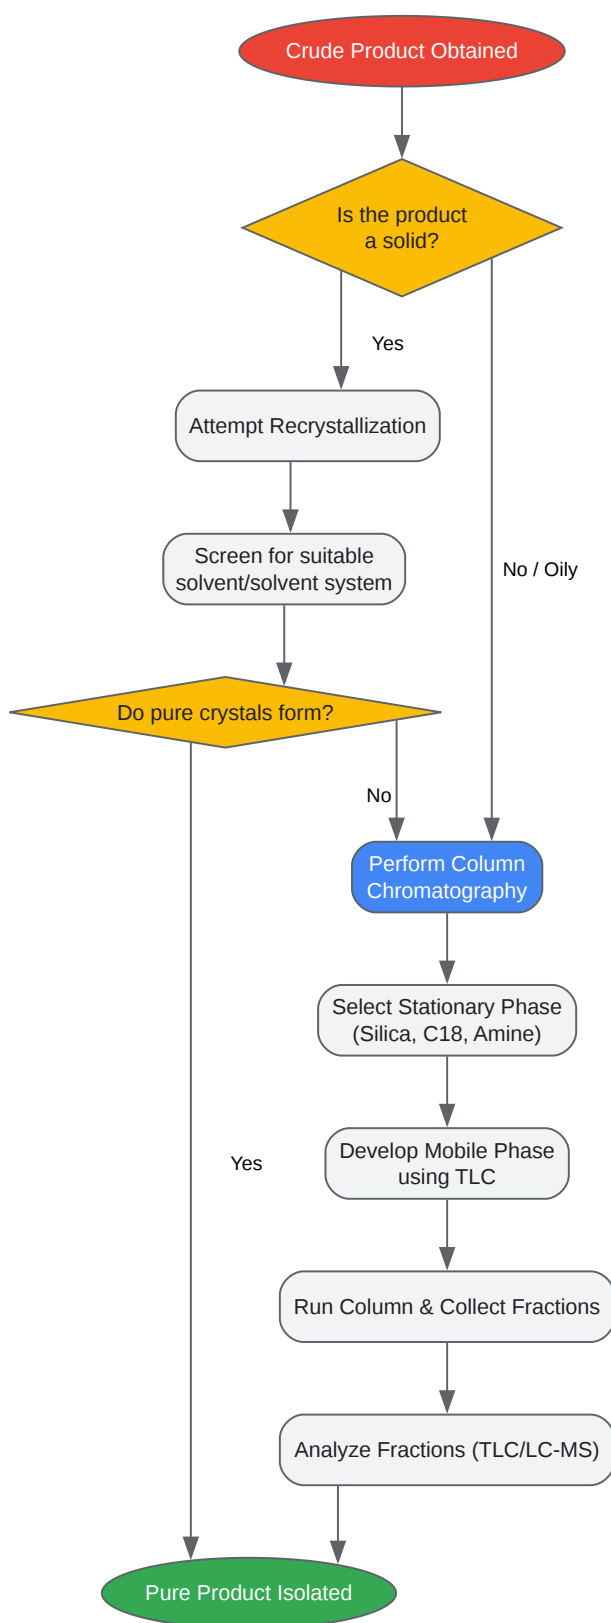 Crude Product Obtained
Is the product
a solid?
Yes
Attempt Recrystallization
Screen for suitable
solvent/solvent system
No / Oily
Do pure crystals form?
No
Perform Column
Chromatography
Select Stationary Phase
(Silica, C18, Amine)
Develop Mobile Phase
using TLC
Yes
Run Column & Collect Fractions
Analyze Fractions (TLC/LC-MS)
Pure Product Isolated